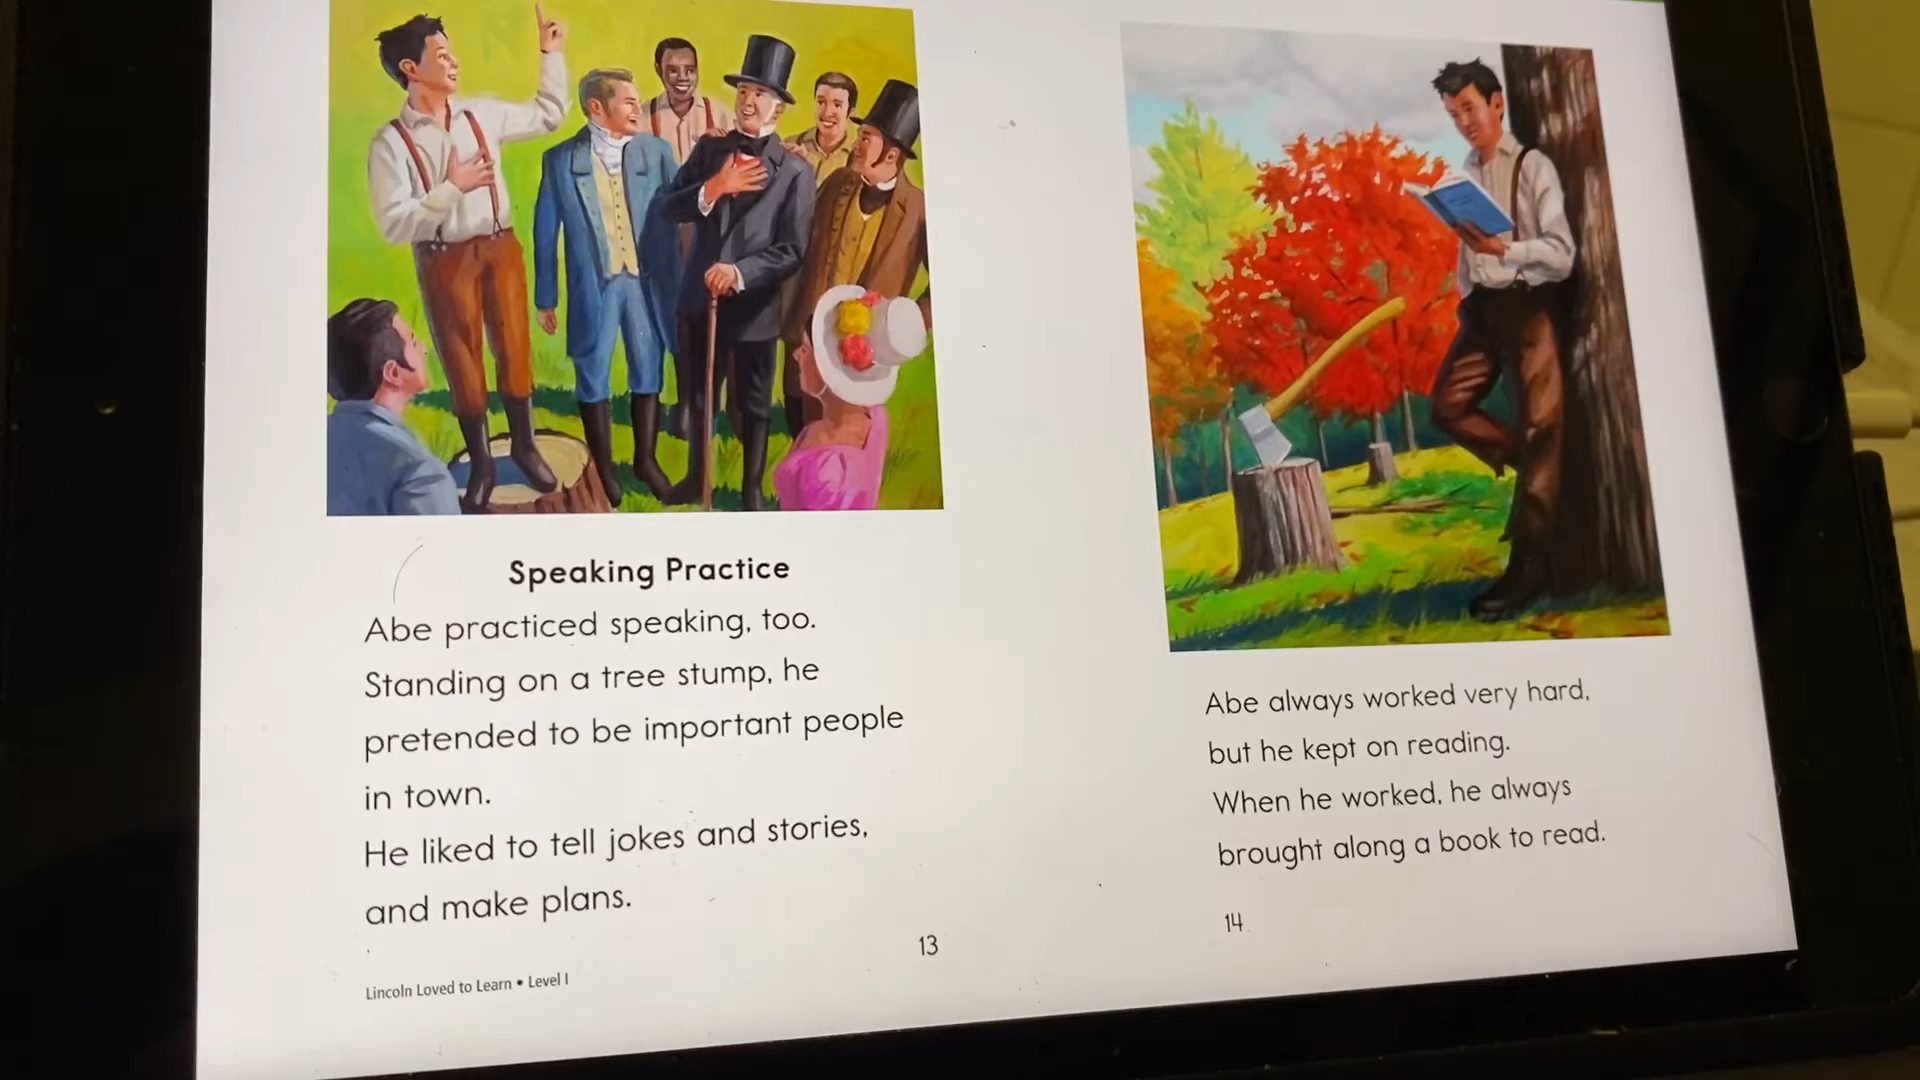 Speaking Practice
Abe practiced speaking, too.
Standing on a tree stump, he
pretended to be important people
in town.
He liked to tell jokes and stories,
and make plans.
13
Lincoln Loved to Learn • Level I
Abe always worked very hard,
but he kept on reading.
When he worked, he always
brought along a book to read.
14